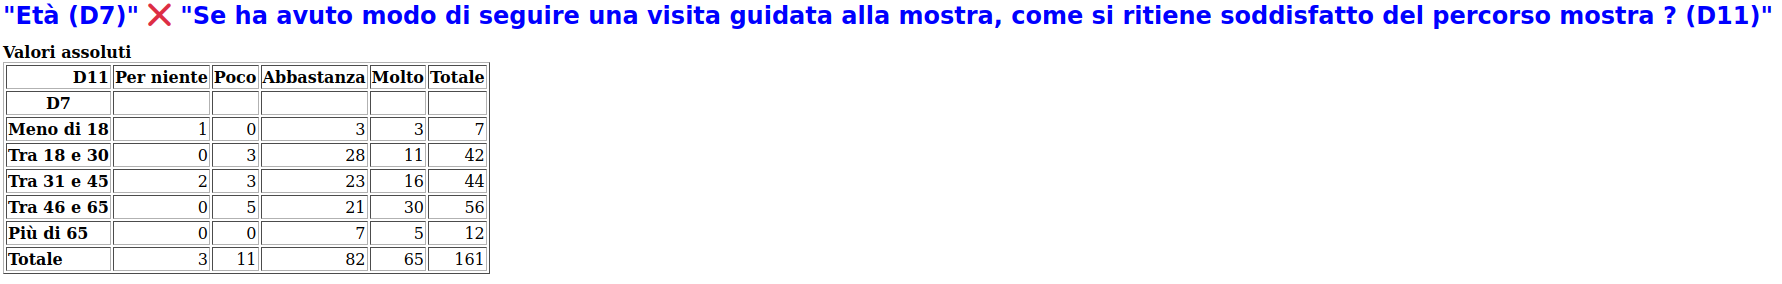 "Età (D7)" ❌ "Se ha avuto modo di seguire una visita guidata alla mostra, come si ritiene soddisfatto del percorso mostra ? (D11)"
Valori assoluti
D11 Per niente Poco Abbastanza Molto Totale
D7
Meno di 18 1 0 3 3 7
Tra 18 e 30 0 3 28 11 42
Tra 31 e 45 2 3 23 16 44
Tra 46 e 65 0 5 21 30 56
Più di 65 0 0 7 5 12
Totale 3 11 82 65 161